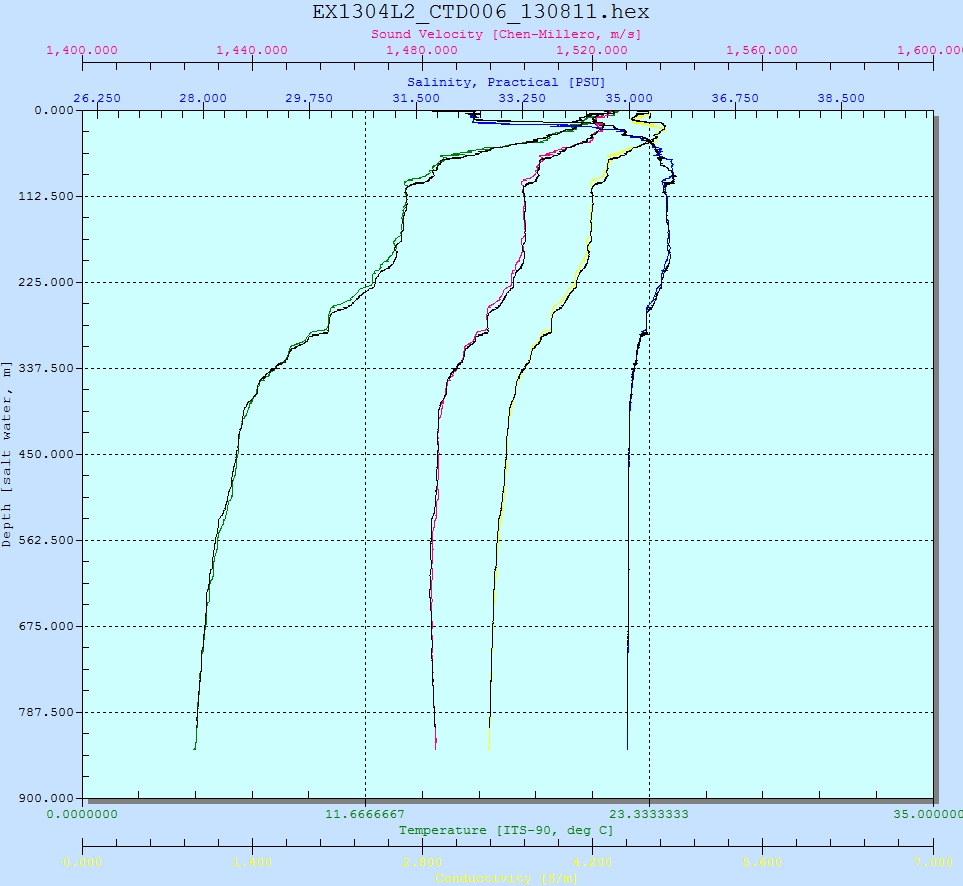 EX1304L2_CTD006_130811.hex
Sound Velocity [Chen-Millero, m/s]
1,400.000 1,440.000 1,480.000 1,520.000 1,560.000 1,600.000
Salinity, Practical [PSU]
26.250 28.000 29.750 31.500 33.250 35.000 36.750 38.500
0.000
112.500
225.000
337.500
450.000
562.500
675.000
787.500
900.000
Depth [salt water, m]
0.0000000 11.6666667 23.3333333 35.000000
Temperature [ITS-90, deg C]
0.000 1.400 2.800 4.200 5.600 7.000
Conductivity [S/m]